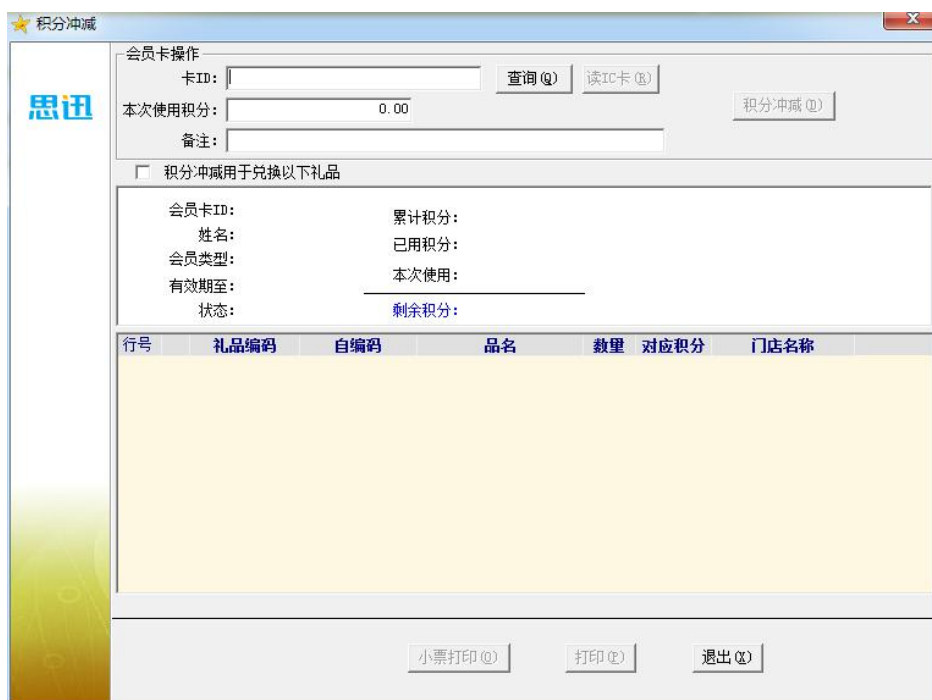 积分冲减
思迅
会员卡操作
卡ID: 查询(Q) 读IC卡(R)
本次使用积分: 0.00 积分冲减(D)
备注:
积分冲减用于兑换以下礼品
会员卡ID: 累计积分:
姓名: 已用积分:
会员类型:
本次使用:
有效期至:
状态: 剩余积分:
行号 礼品编码 自编码 品名 数量 对应积分 门店名称
小票打印(O) 打印(P) 退出(X)